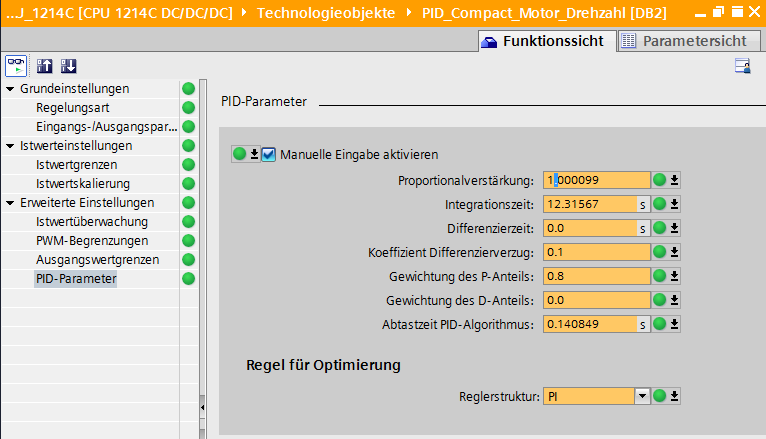 ...U_1214C [CPU 1214C DC/DC/DC] Technologieobjekte PID_Compact_Motor_Drehzahl [DB2]
Funktionssicht Parametersicht
Grundeinstellungen
Regelungsart
Eingangs-/Ausgangspar...
Istwerteinstellungen
Istwertgrenzen
Istwertskalierung
Erweiterte Einstellungen
Istwertüberwachung
PWM-Begrenzungen
Ausgangswertgrenzen
PID-Parameter
PID-Parameter
Manuelle Eingabe aktivieren
Proportionalverstärkung: 1.000099
Integrationszeit: 12.31567 s
Differenzierzeit: 0.0 s
Koeffizient Differenzierverzug: 0.1
Gewichtung des P-Anteils: 0.8
Gewichtung des D-Anteils: 0.0
Abtastzeit PID-Algorithmus: 0.140849 s
Regel für Optimierung
Reglerstruktur: PI